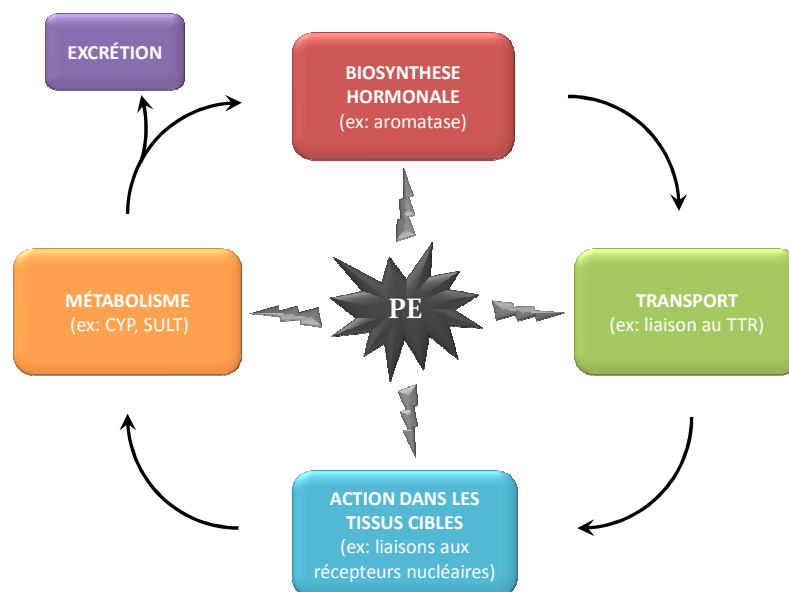 EXCRÉTION
BIOSYNTHESE
HORMONALE
(ex: aromatase)
MÉTABOLISME
(ex: CYP, SULT)
PE
TRANSPORT
(ex: liaison au TTR)
ACTION DANS LES
TISSUS CIBLES
(ex: liaisons aux
récepteurs nucléaires)